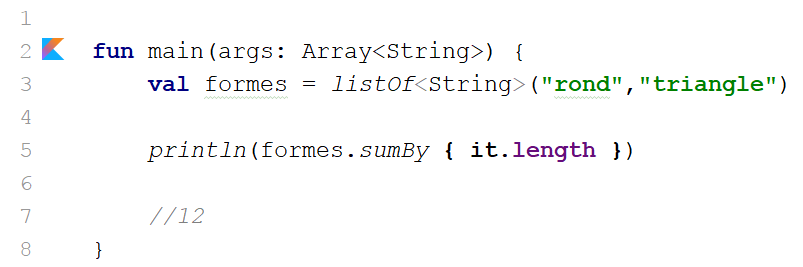 1
2 fun main(args: Array<String>) {
3 val formes = listOf<String>("rond","triangle")
4
5 println(formes.sumBy { it.length })
6
7 //12
8 }